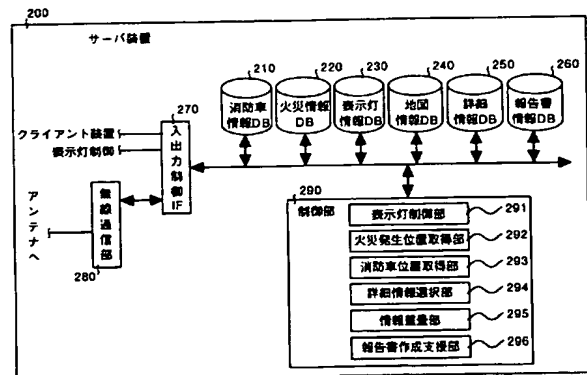 200
サーバ装置
210
220
230
240
250
260
消防車
情報DB
火災情報
DB
表示灯
情報DB
地図
情報DB
詳細
情報DB
報告書
情報DB
270
クライアント装置
表示灯制御
入出力制御IF
アンテナへ
無線通信部
280
290
制御部
表示灯制御部
291
火災発生位置取得部
292
消防車位置取得部
293
詳細情報選択部
294
情報重畳部
295
報告書作成支援部
296